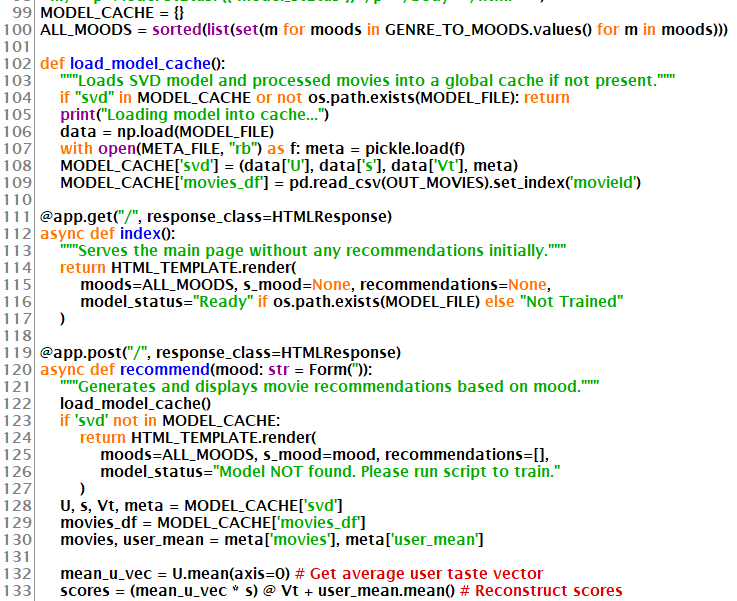 99 MODEL_CACHE = {}
100 ALL_MOODS = sorted(list(set(m for moods in GENRE_TO_MOODS.values() for m in moods)))
101
102 def load_model_cache():
103     """Loads SVD model and processed movies into a global cache if not present."""
104     if "svd" in MODEL_CACHE or not os.path.exists(MODEL_FILE): return
105     print("Loading model into cache...")
106     data = np.load(MODEL_FILE)
107     with open(META_FILE, "rb") as f: meta = pickle.load(f)
108     MODEL_CACHE['svd'] = (data['U'], data['s'], data['Vt'], meta)
109     MODEL_CACHE['movies_df'] = pd.read_csv(OUT_MOVIES).set_index('movieId')
110
111 @app.get("/", response_class=HTMLResponse)
112 async def index():
113     """Serves the main page without any recommendations initially."""
114     return HTML_TEMPLATE.render(
115         moods=ALL_MOODS, s_mood=None, recommendations=None,
116         model_status="Ready" if os.path.exists(MODEL_FILE) else "Not Trained"
117     )
118
119 @app.post("/", response_class=HTMLResponse)
120 async def recommend(mood: str = Form('')):
121     """Generates and displays movie recommendations based on mood."""
122     load_model_cache()
123     if 'svd' not in MODEL_CACHE:
124         return HTML_TEMPLATE.render(
125             moods=ALL_MOODS, s_mood=mood, recommendations=[],
126             model_status="Model NOT found. Please run script to train."
127         )
128     U, s, Vt, meta = MODEL_CACHE['svd']
129     movies_df = MODEL_CACHE['movies_df']
130     movies, user_mean = meta['movies'], meta['user_mean']
131
132     mean_u_vec = U.mean(axis=0) # Get average user taste vector
133     scores = (mean_u_vec * s) @ Vt + user_mean.mean() # Reconstruct scores